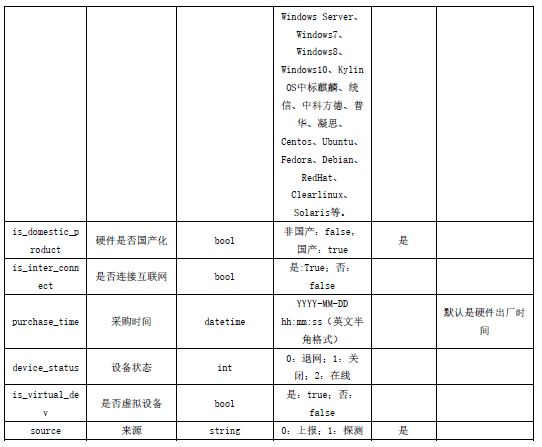 Windows Server、
Windows7、
Windows8、
Windows10、Kylin
OS中标麒麟、统
信、中科方德、普
华、凝思、
Centos、Ubuntu、
Fedora、Debian、
RedHat、
Clearlinux、
Solaris等。
is_domestic_p
roduct
硬件是否国产化
bool
非国产：false，
国产：true
是
is_inter_conn
ect
是否连接互联网
bool
是:True；否：
false
purchase_time
采购时间
datetime
YYYY-MM-DD
hh:mm:ss（英文半
角格式）
默认是硬件出厂时
间
device_status
设备状态
int
0：退网；1：关
闭；2：在线
is_virtual_de
v
是否虚拟设备
bool
是：true；否：
false
source
来源
string
0：上报；1：探测
是